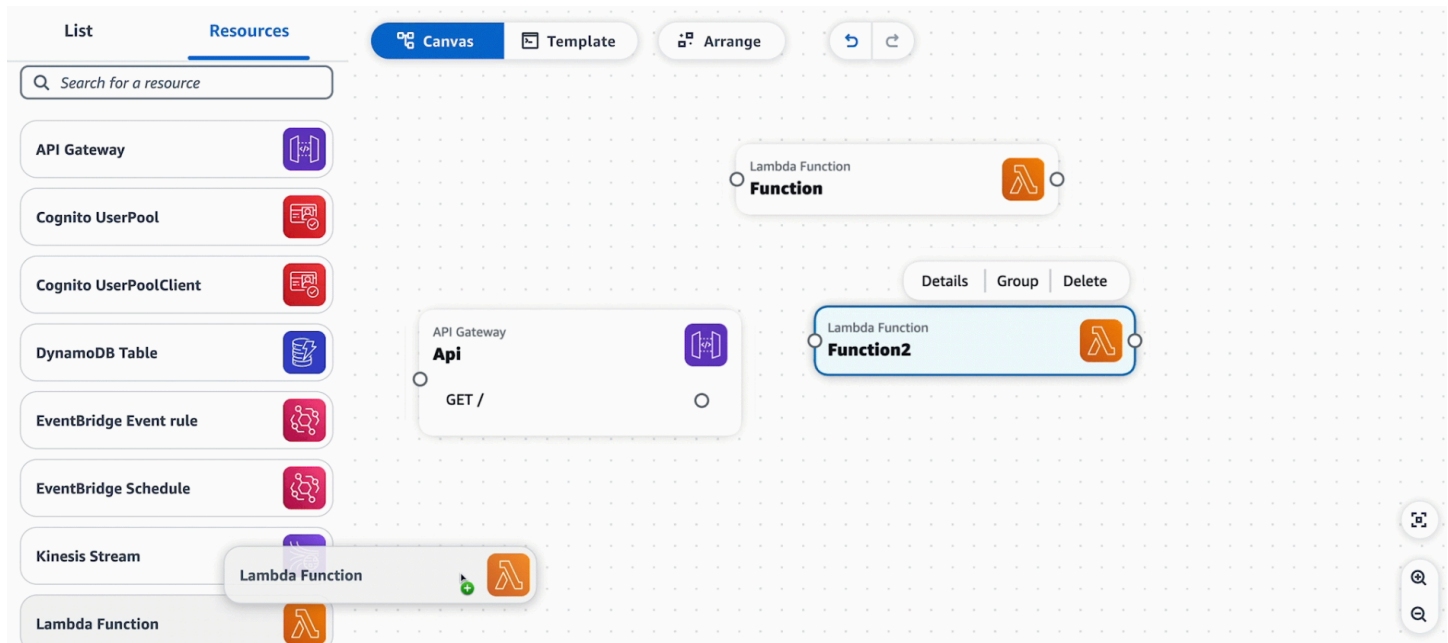 List
Resources
Canvas
Template
Arrange
Search for a resource
API Gateway
Cognito UserPool
Cognito UserPoolClient
DynamoDB Table
EventBridge Event rule
EventBridge Schedule
Kinesis Stream
Lambda Function
Lambda Function
Lambda Function
Function
Details
Group
Delete
Lambda Function
Function2
API Gateway
Api
GET /